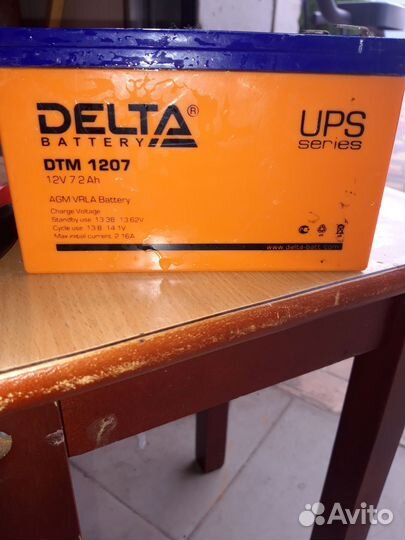 DELTA®
BATTERY
DTM 1207
12V 7.2Ah
AGM VRLA Battery
Charge Voltage
Standby use 13.38 13.62V
Cycle use 13.8 14.1V
Max initial current 2.16A
UPS
series
www.delta-batt.com
Avito